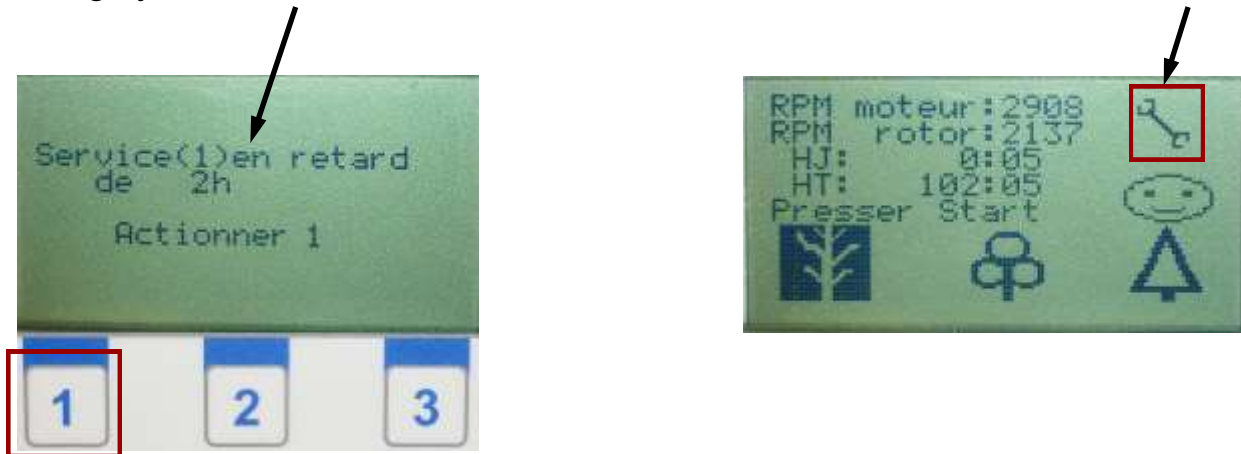 Service(1)en retard
de 2h
Actionner 1
1
2
3
RPM moteur:2908
RPM rotor:2137
HJ: 0:05
HT: 102:05
Presser Start